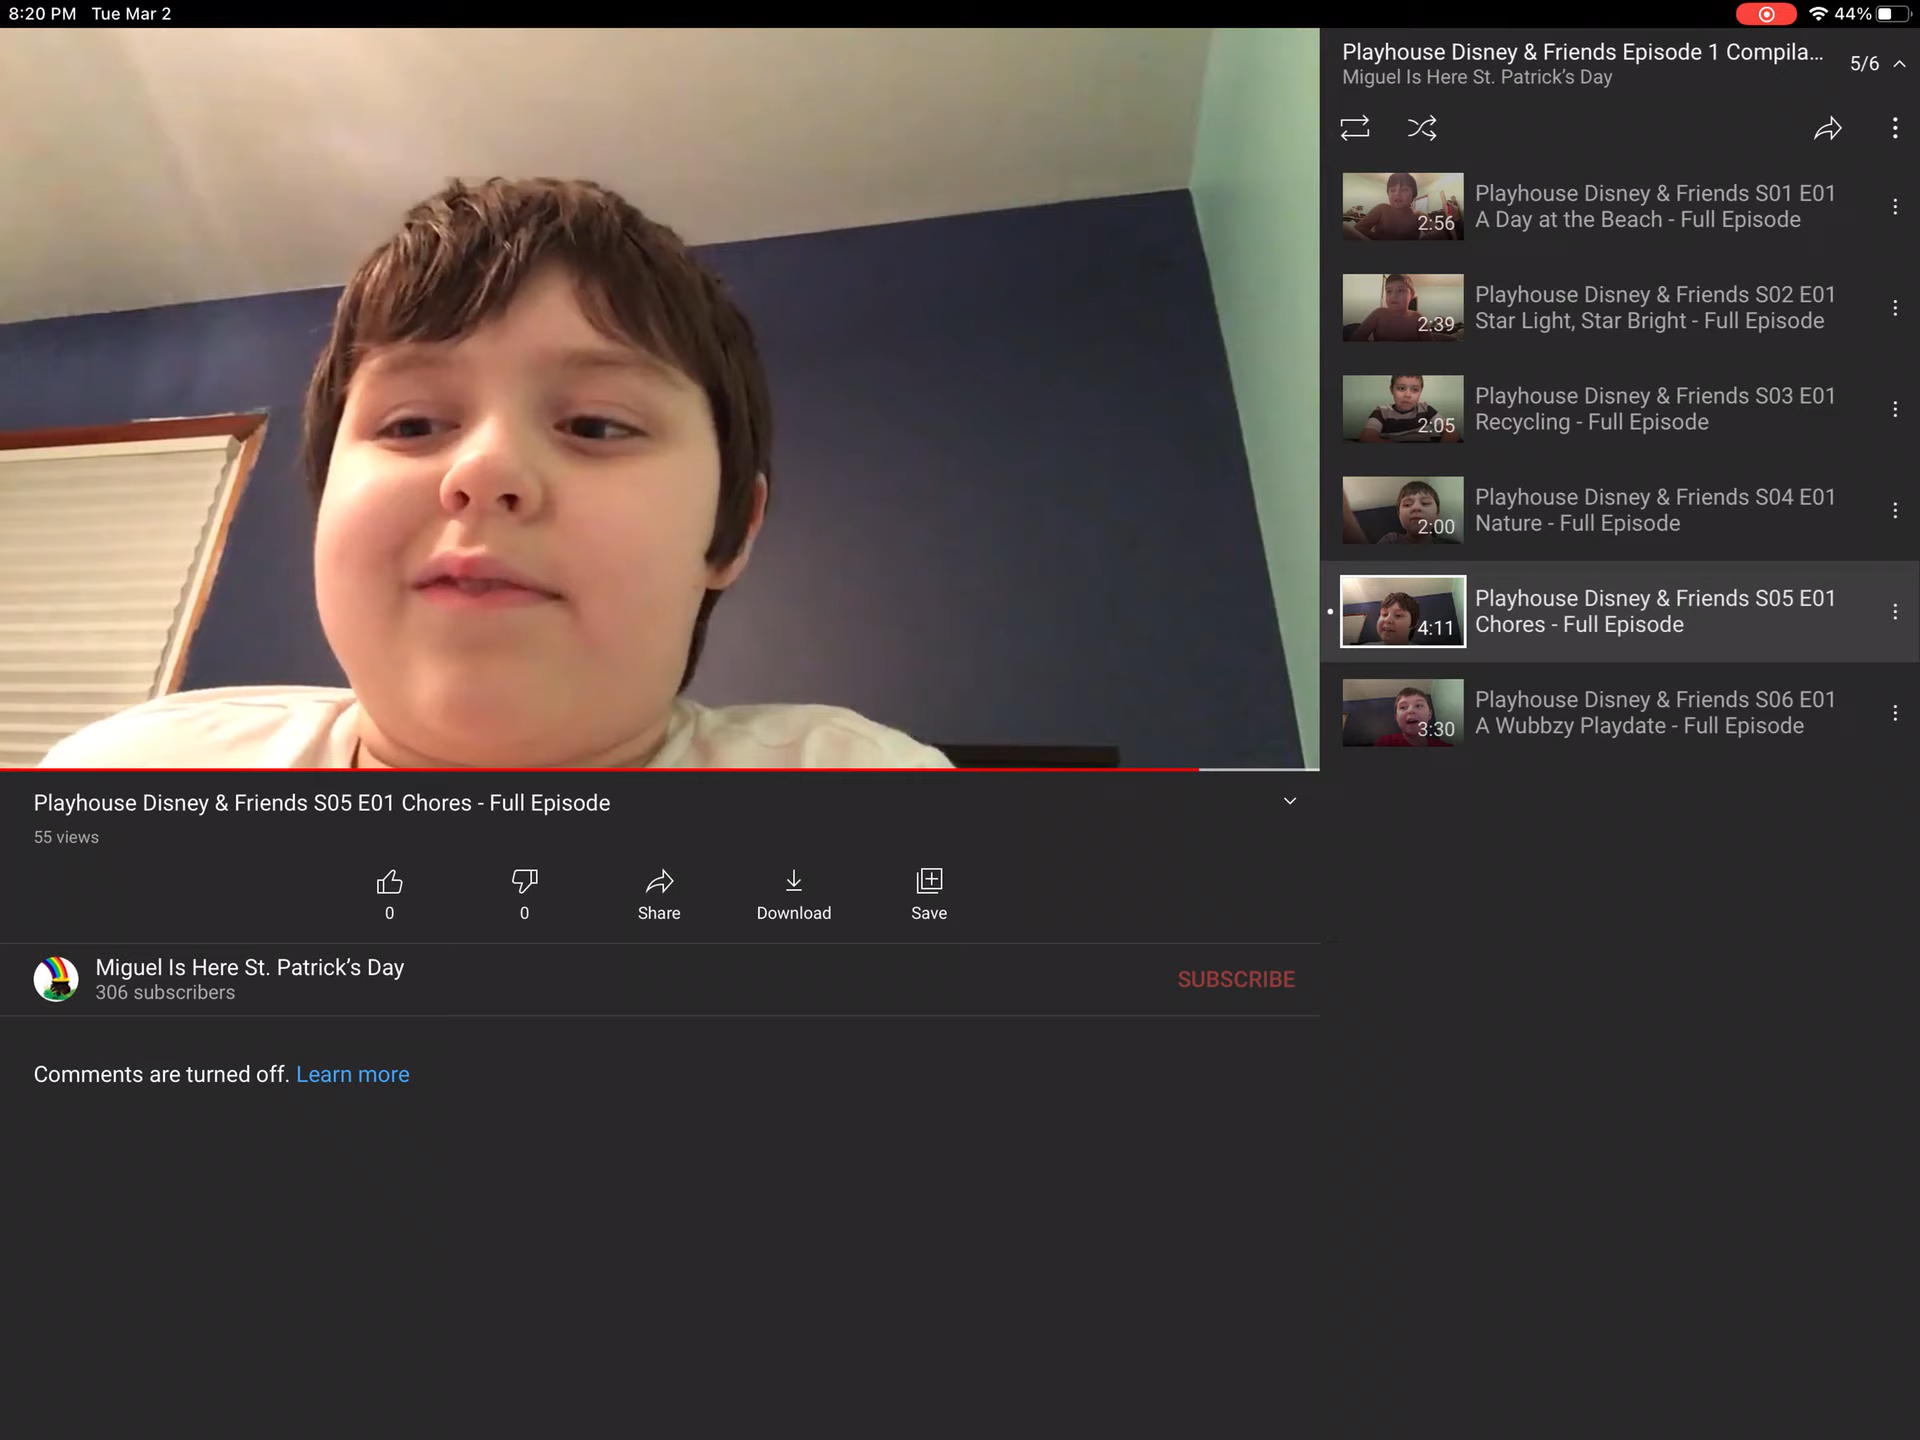 8:20 PM Tue Mar 2
44%
Playhouse Disney & Friends Episode 1 Compila...
Miguel Is Here St. Patrick’s Day
5/6
2:56
Playhouse Disney & Friends S01 E01
A Day at the Beach - Full Episode
2:39
Playhouse Disney & Friends S02 E01
Star Light, Star Bright - Full Episode
2:05
Playhouse Disney & Friends S03 E01
Recycling - Full Episode
2:00
Playhouse Disney & Friends S04 E01
Nature - Full Episode
4:11
Playhouse Disney & Friends S05 E01
Chores - Full Episode
3:30
Playhouse Disney & Friends S06 E01
A Wubbzy Playdate - Full Episode
Playhouse Disney & Friends S05 E01 Chores - Full Episode
55 views
0 0 Share Download Save
Miguel Is Here St. Patrick’s Day
306 subscribers
SUBSCRIBE
Comments are turned off. Learn more